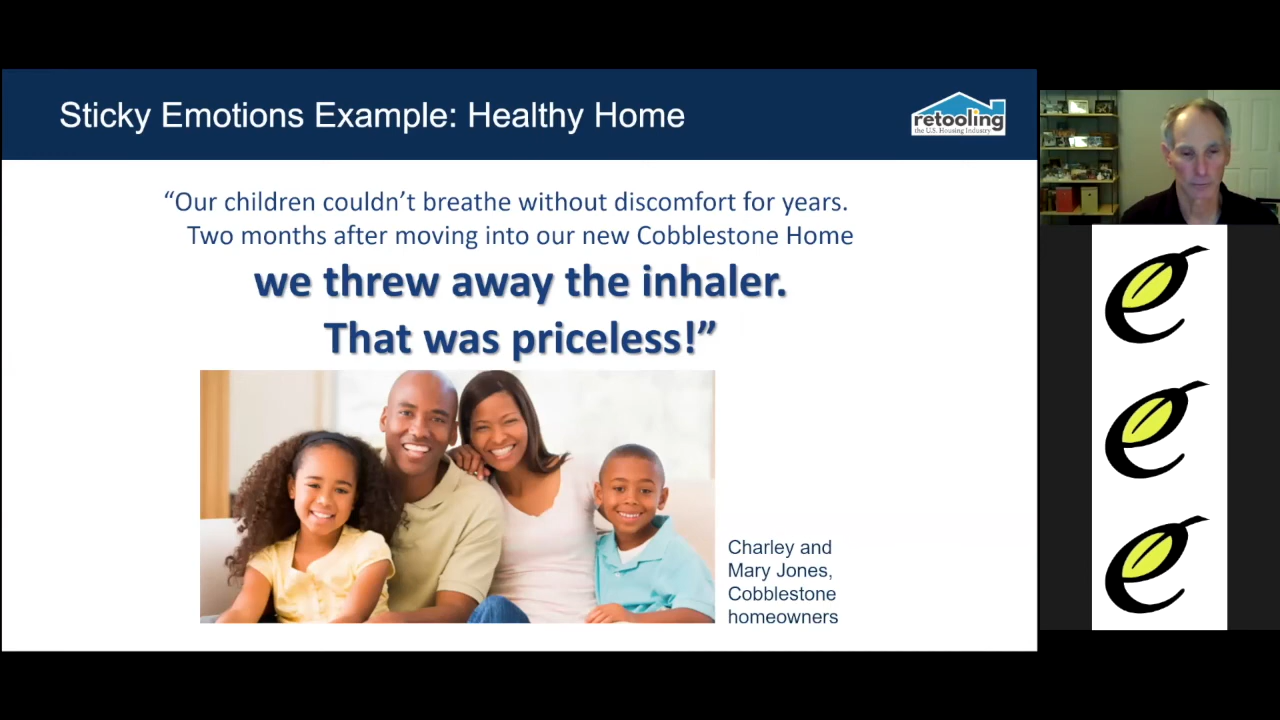 Sticky Emotions Example: Healthy Home
retooling
the U.S. Housing Industry
“Our children couldn’t breathe without discomfort for years.
Two months after moving into our new Cobblestone Home
we threw away the inhaler.
That was priceless!”
Charley and
Mary Jones,
Cobblestone
homeowners